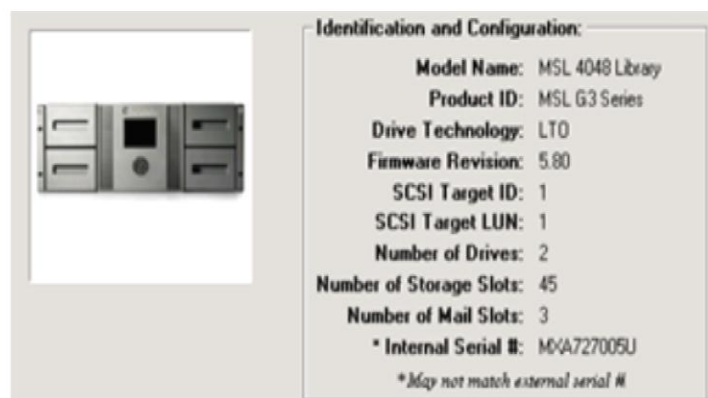 Identification and Configuration:
Model Name: MSL 4048 Library
Product ID: MSL G3 Series
Drive Technology: LTO
Firmware Revision: 5.80
SCSI Target ID: 1
SCSI Target LUN: 1
Number of Drives: 2
Number of Storage Slots: 45
Number of Mail Slots: 3
* Internal Serial #: MXA727005U
* May not match external serial #